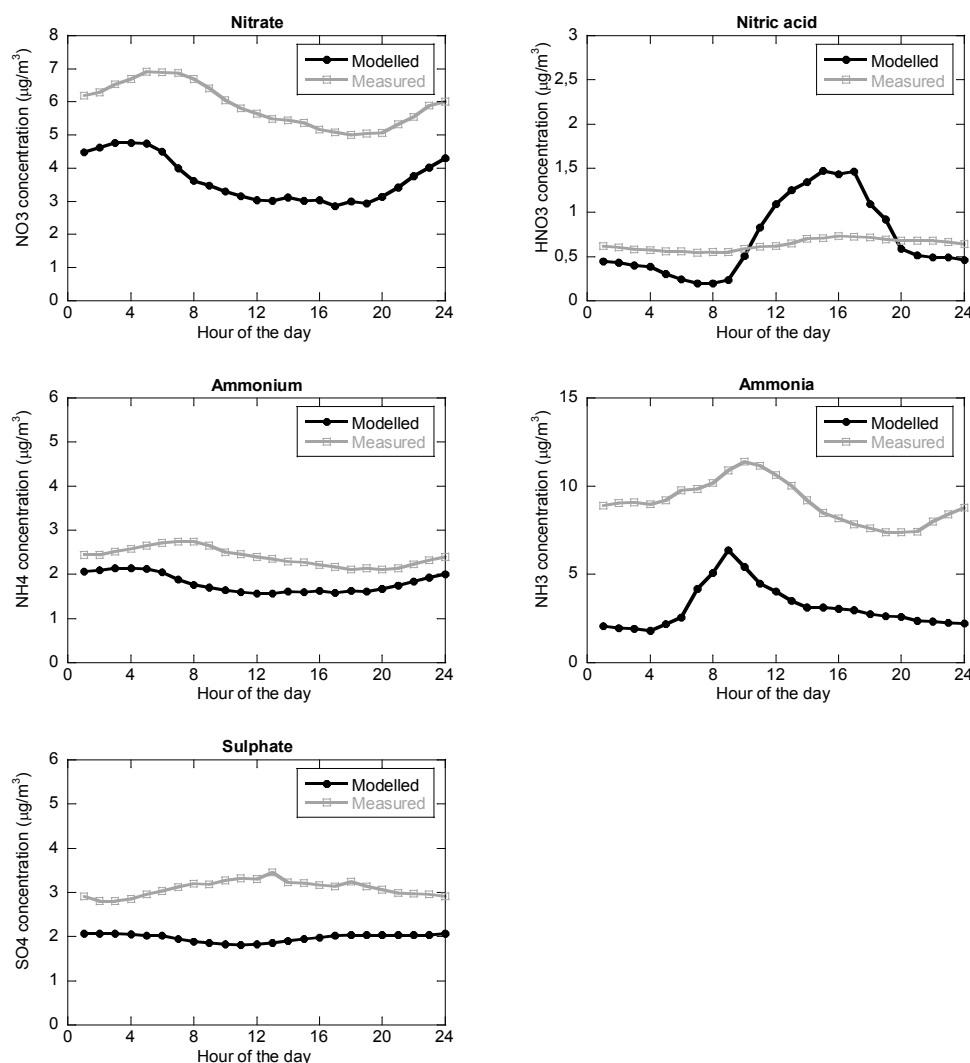 Nitrate
NO3 concentration (µg/m³)
8
7
6
5
4
3
2
1
0
Modelled
Measured
0 4 8 12 16 20 24
Hour of the day
Nitric acid
HNO3 concentration (µg/m³)
3
2,5
2
1,5
1
0,5
0
Modelled
Measured
0 4 8 12 16 20 24
Hour of the day
Ammonium
NH4 concentration (µg/m³)
6
5
4
3
2
1
0
Modelled
Measured
0 4 8 12 16 20 24
Hour of the day
Ammonia
NH3 concentration (µg/m³)
15
10
5
0
Modelled
Measured
0 4 8 12 16 20 24
Hour of the day
Sulphate
SO4 concentration (µg/m³)
6
5
4
3
2
1
0
Modelled
Measured
0 4 8 12 16 20 24
Hour of the day